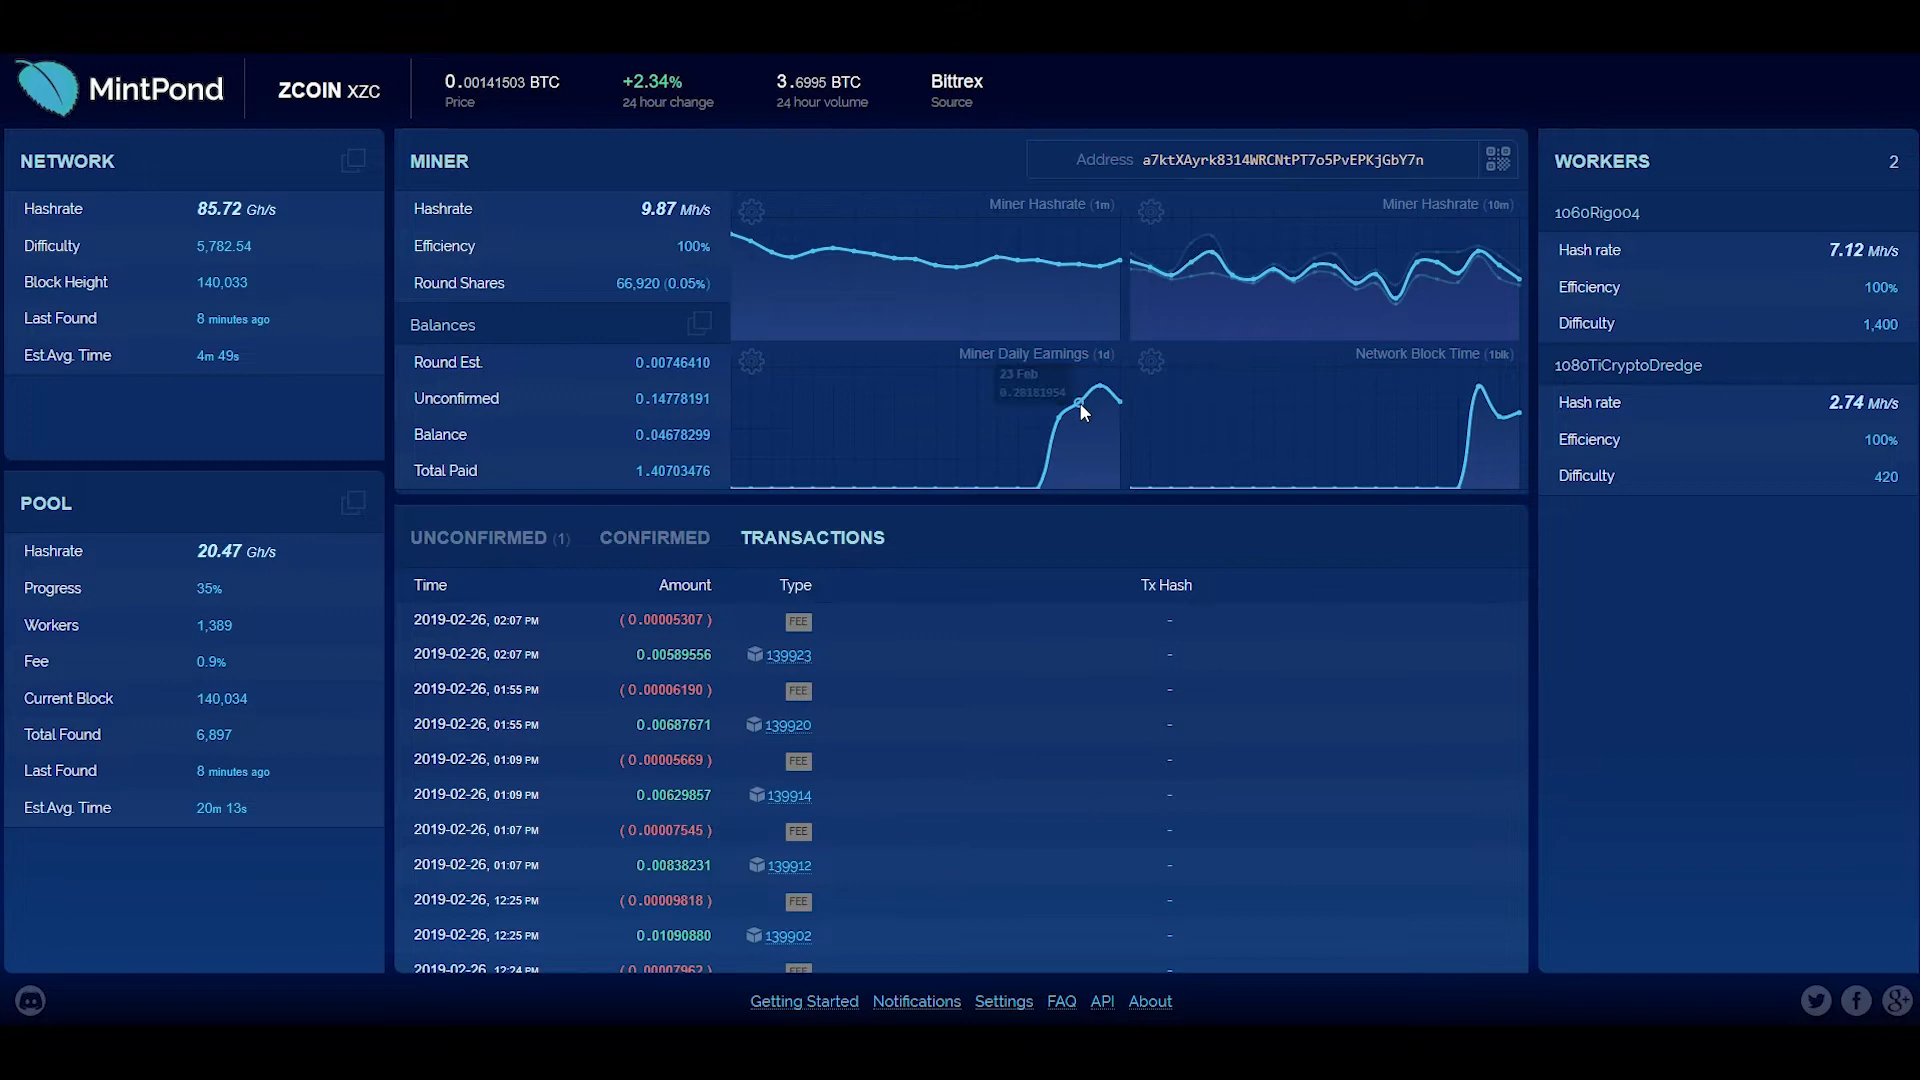 MintPond
ZCOIN XZC
0.00141503 BTC
Price
+2.34%
24 hour change
3.6995 BTC
24 hour volume
Bittrex
Source
NETWORK
Hashrate 85.72 Gh/s
Difficulty 5,782.54
Block Height 140,033
Last Found 8 minutes ago
Est.Avg. Time 4m 49s
POOL
Hashrate 20.47 Gh/s
Progress 35%
Workers 1,389
Fee 0.9%
Current Block 140,034
Total Found 6,897
Last Found 8 minutes ago
Est.Avg. Time 20m 13s
MINER
Address a7ktXAyrk8314WRCNtPT7o5PvEPKjGbY7n
Hashrate 9.87 Mh/s
Efficiency 100%
Round Shares 66,920 (0.05%)
Balances
Round Est. 0.00746410
Unconfirmed 0.14778191
Balance 0.04678299
Total Paid 1.40703476
Miner Hashrate (1m)
Miner Hashrate (10m)
Miner Daily Earnings (1d)
23 Feb
0.28181954
Network Block Time (1blk)
UNCONFIRMED (1) CONFIRMED TRANSACTIONS
Time Amount Type Tx Hash
2019-02-26, 02:07 PM (0.00005307) FEE -
2019-02-26, 02:07 PM 0.00589556 139923 -
2019-02-26, 01:55 PM (0.00006190) FEE -
2019-02-26, 01:55 PM 0.00687671 139920 -
2019-02-26, 01:09 PM (0.00005669) FEE -
2019-02-26, 01:09 PM 0.00629857 139914 -
2019-02-26, 01:07 PM (0.00007545) FEE -
2019-02-26, 01:07 PM 0.00838231 139912 -
2019-02-26, 12:25 PM (0.00009818) FEE -
2019-02-26, 12:25 PM 0.01090880 139902 -
2019-02-26, 12:24 PM (0.00007962) FEE -
WORKERS 2
1060Rig004
Hash rate 7.12 Mh/s
Efficiency 100%
Difficulty 1,400
1080TiCryptoDredge
Hash rate 2.74 Mh/s
Efficiency 100%
Difficulty 420
Getting Started Notifications Settings FAQ API About